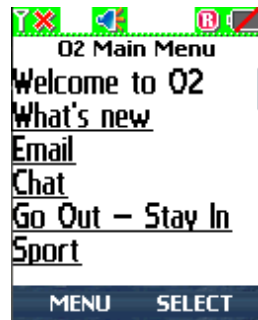 R
O2 Main Menu
Welcome to O2
What's new
Email
Chat
Go Out – Stay In
Sport
MENU SELECT